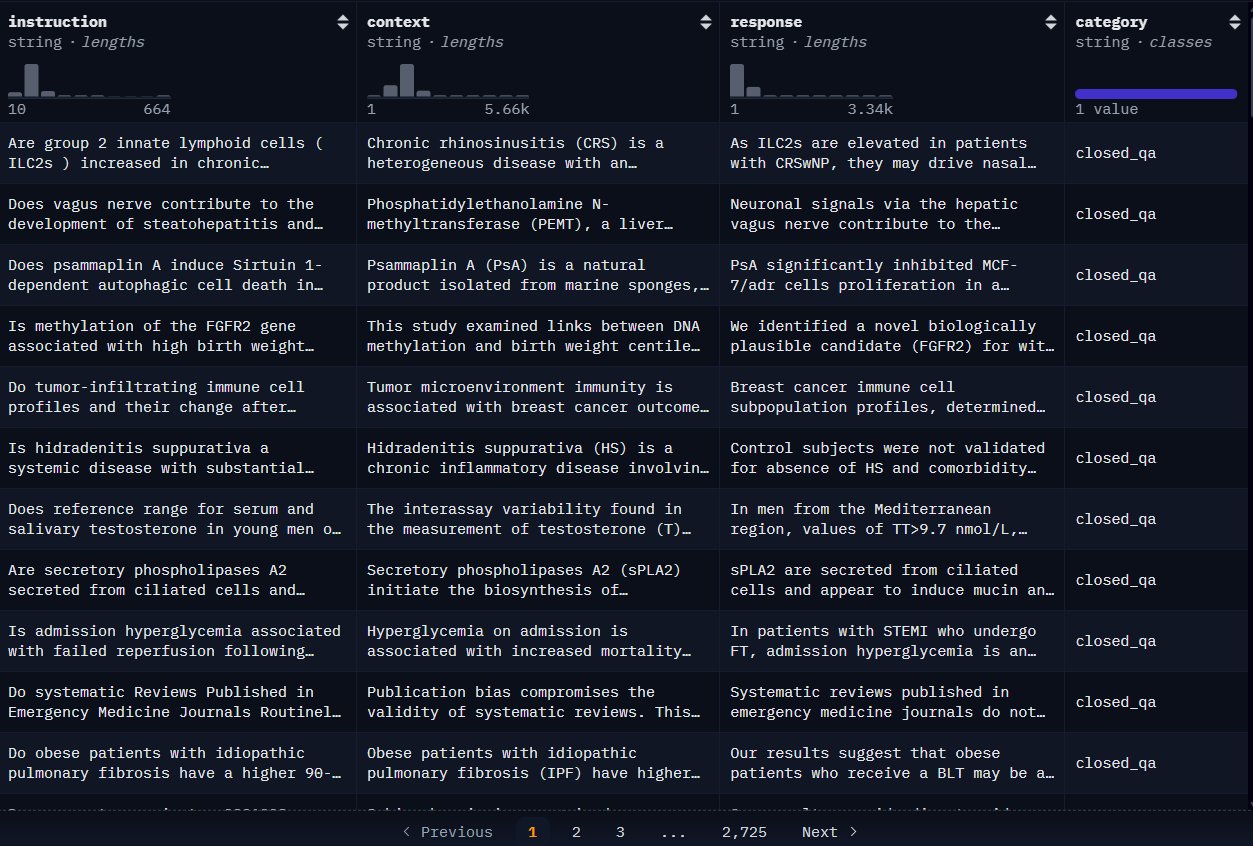 instruction
string · lengths
10 664
context
string · lengths
1 5.66k
response
string · lengths
1 3.34k
category
string · classes
1 value
Are group 2 innate lymphoid cells (
ILC2s ) increased in chronic…
Chronic rhinosinusitis (CRS) is a
heterogeneous disease with an…
As ILC2s are elevated in patients
with CRSwNP, they may drive nasal…
closed_qa
Does vagus nerve contribute to the
development of steatohepatitis and…
Phosphatidylethanolamine N-
methyltransferase (PEMT), a liver…
Neuronal signals via the hepatic
vagus nerve contribute to the…
closed_qa
Does psammaplin A induce Sirtuin 1-
dependent autophagic cell death in…
Psammaplin A (PsA) is a natural
product isolated from marine sponges,…
PsA significantly inhibited MCF-
7/adr cells proliferation in a…
closed_qa
Is methylation of the FGFR2 gene
associated with high birth weight…
This study examined links between DNA
methylation and birth weight centile…
We identified a novel biologically
plausible candidate (FGFR2) for wit…
closed_qa
Do tumor-infiltrating immune cell
profiles and their change after…
Tumor microenvironment immunity is
associated with breast cancer outcome…
Breast cancer immune cell
subpopulation profiles, determined…
closed_qa
Is hidradenitis suppurativa a
systemic disease with substantial…
Hidradenitis suppurativa (HS) is a
chronic inflammatory disease involvin…
Control subjects were not validated
for absence of HS and comorbidity…
closed_qa
Does reference range for serum and
salivary testosterone in young men o…
The interassay variability found in
the measurement of testosterone (T)…
In men from the Mediterranean
region, values of TT>9.7 nmol/L,…
closed_qa
Are secretory phospholipases A2
secreted from ciliated cells and…
Secretory phospholipases A2 (sPLA2)
initiate the biosynthesis of…
sPLA2 are secreted from ciliated
cells and appear to induce mucin an…
closed_qa
Is admission hyperglycemia associated
with failed reperfusion following…
Hyperglycemia on admission is
associated with increased mortality…
In patients with STEMI who undergo
FT, admission hyperglycemia is an…
closed_qa
Do systematic Reviews Published in
Emergency Medicine Journals Routinel…
Publication bias compromises the
validity of systematic reviews. This…
Systematic reviews published in
emergency medicine journals do not…
closed_qa
Do obese patients with idiopathic
pulmonary fibrosis have a higher 90-…
Obese patients with idiopathic
pulmonary fibrosis (IPF) have higher…
Our results suggest that obese
patients who receive a BLT may be a…
closed_qa
< Previous 1 2 3 ... 2,725 Next >